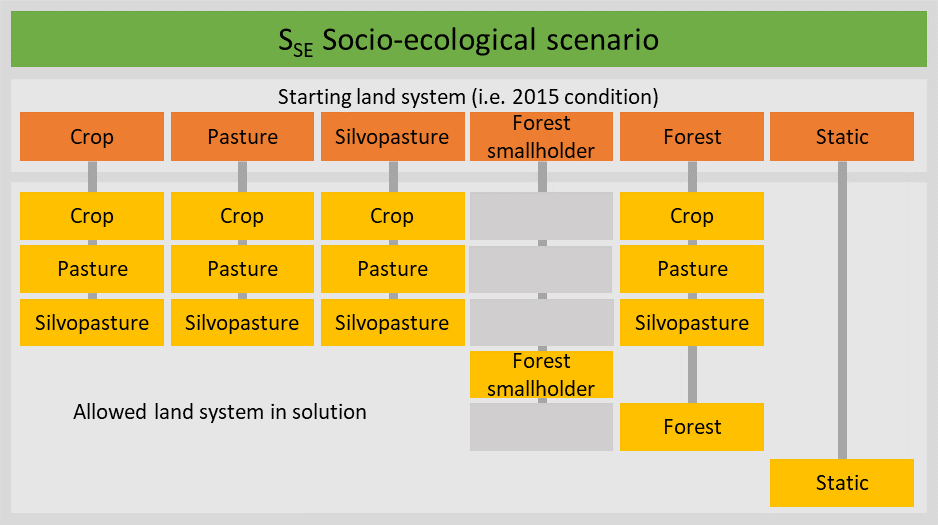 SSE Socio-ecological scenario
Starting land system (i.e. 2015 condition)
Crop
Pasture
Silvopasture
Forest
smallholder
Forest
Static
Crop
Crop
Crop
Crop
Pasture
Pasture
Pasture
Pasture
Silvopasture
Silvopasture
Silvopasture
Silvopasture
Forest
smallholder
Allowed land system in solution
Forest
Static